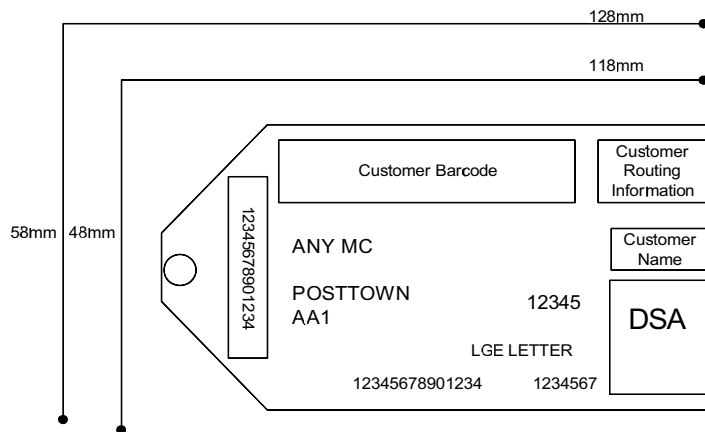 128mm
118mm
Customer Barcode
Customer
Routing
Information
58mm
48mm
12345678901234
ANY MC
Customer
Name
POSTTOWN
AA1
12345
DSA
LGE LETTER
12345678901234
1234567